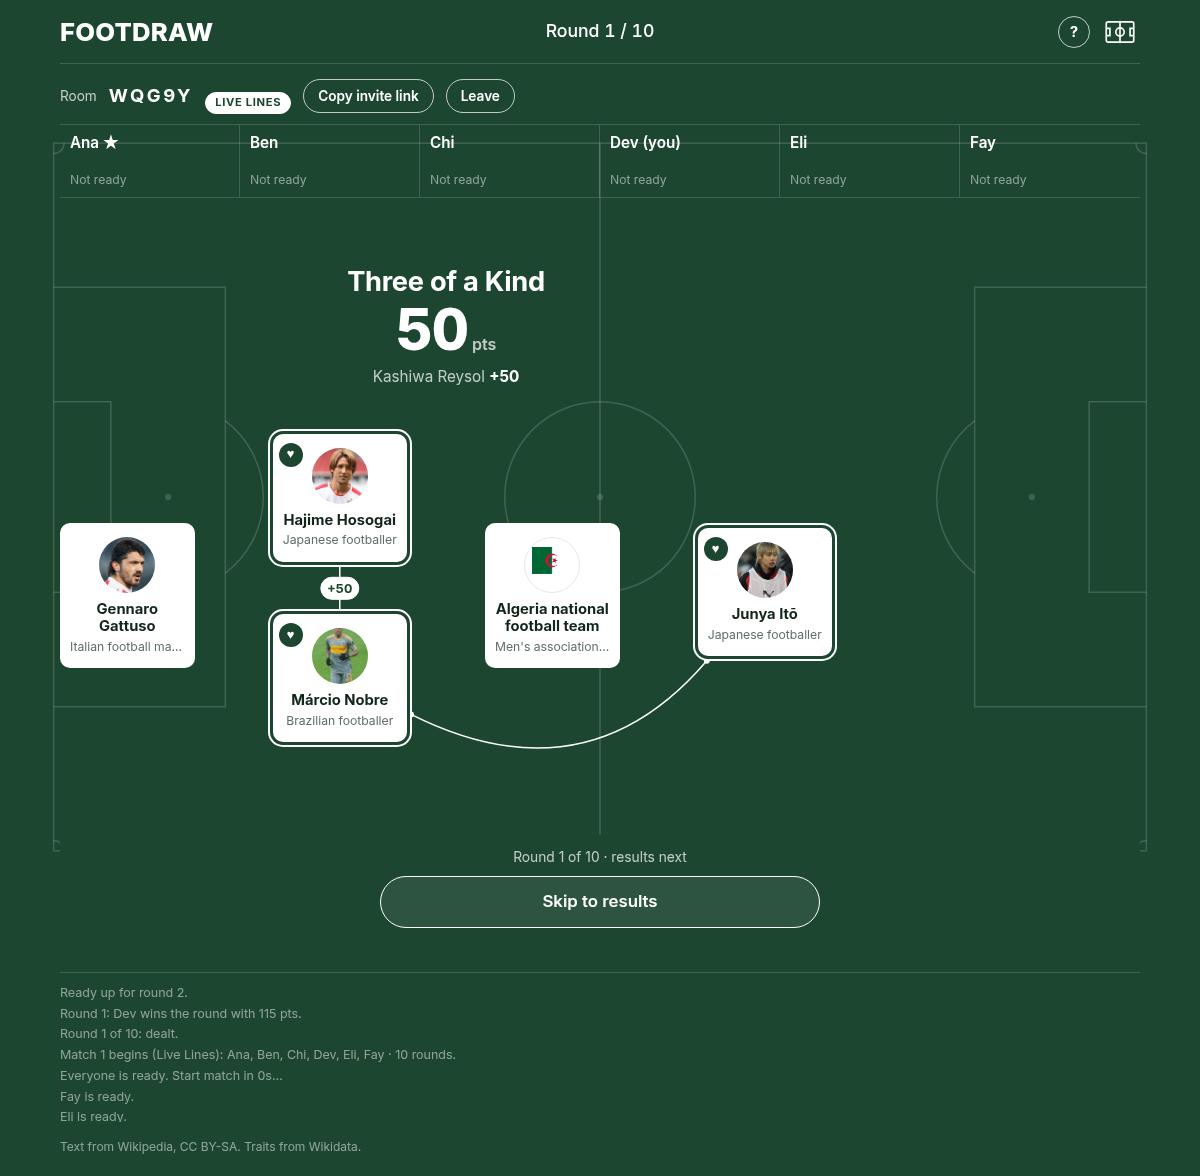 FOOTDRAW
Round 1 / 10
?
Room WQG9Y LIVE LINES Copy invite link Leave
Ana ★ Ben Chi Dev (you) Eli Fay
Not ready Not ready Not ready Not ready Not ready Not ready
Three of a Kind
50 pts
Kashiwa Reysol +50
Hajime Hosogai
Japanese footballer
+50
Márcio Nobre
Brazilian footballer
Gennaro
Gattuso
Italian football ma...
Algeria national
football team
Men's association...
Junya Itō
Japanese footballer
Round 1 of 10 · results next
Skip to results
Ready up for round 2.
Round 1: Dev wins the round with 115 pts.
Round 1 of 10: dealt.
Match 1 begins (Live Lines): Ana, Ben, Chi, Dev, Eli, Fay · 10 rounds.
Everyone is ready. Start match in 0s...
Fay is ready.
Eli is ready.
Text from Wikipedia, CC BY-SA. Traits from Wikidata.